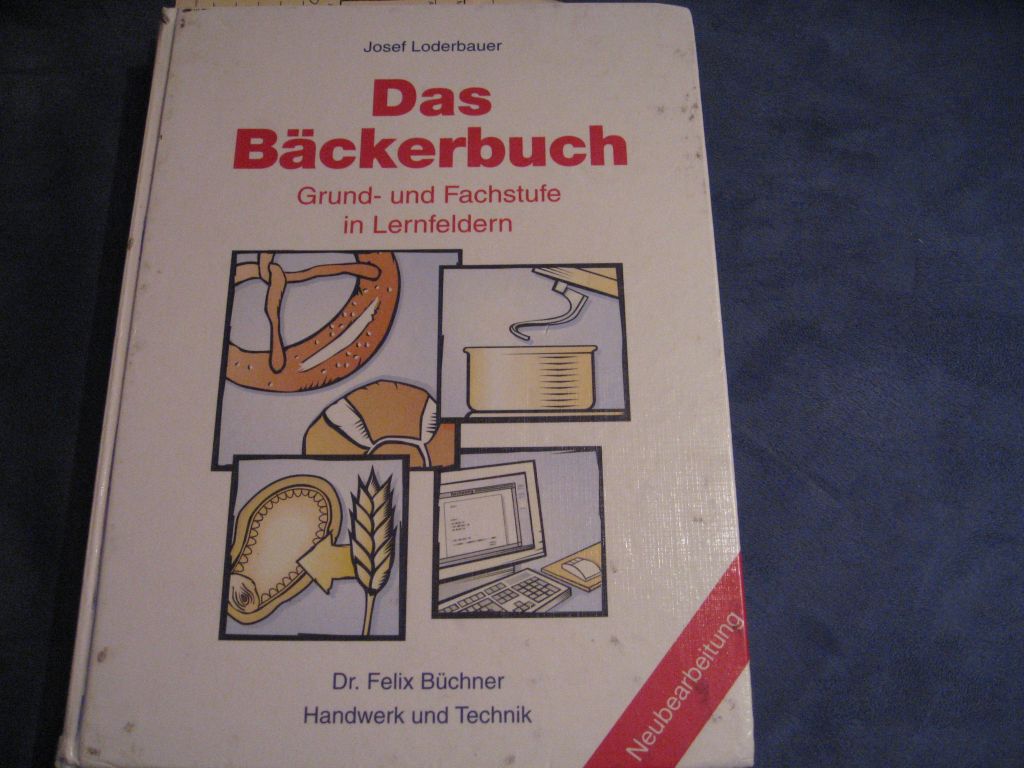 Josef Loderbauer
Das
Bäckerbuch
Grund- und Fachstufe
in Lernfeldern
Dr. Felix Büchner
Handwerk und Technik
Neubearbeitung